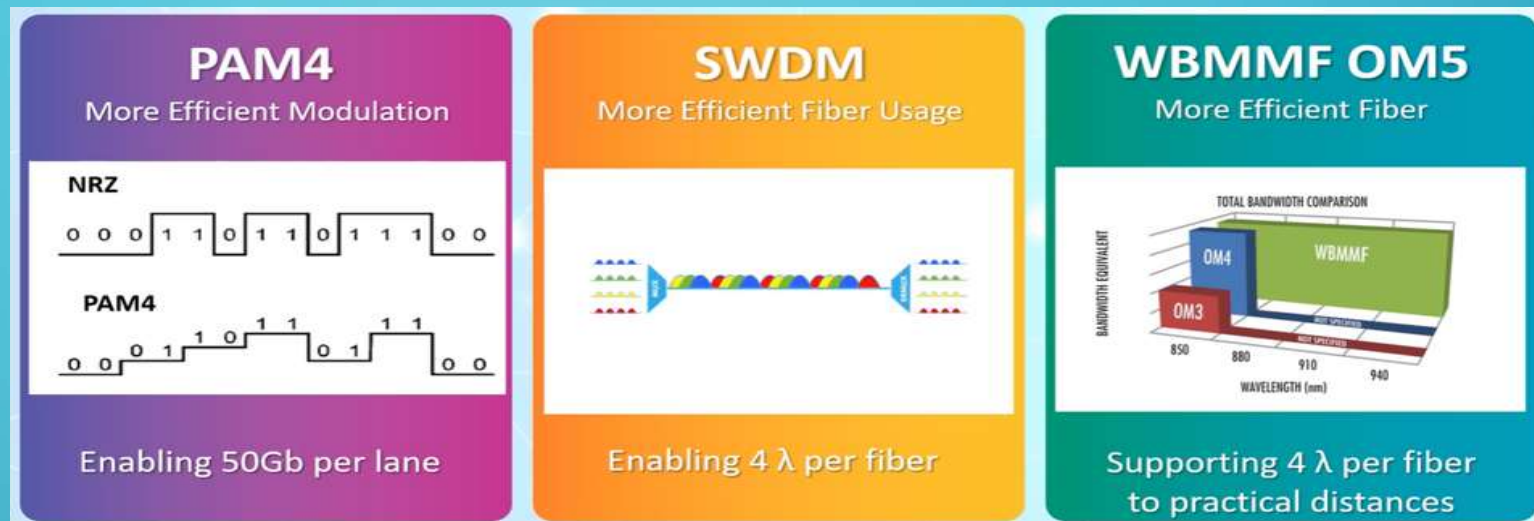 PAM4
More Efficient Modulation
NRZ
0 0 0 1 1 0 1 1 0 1 1 1 0 0
PAM4
0 0 0 1 1 0 1 1 0 1 1 1 0 0
Enabling 50Gb per lane
SWDM
More Efficient Fiber Usage
MUX
DEMUX
Enabling 4 λ per fiber
WBMMF OM5
More Efficient Fiber
TOTAL BANDWIDTH COMPARISON
BANDWIDTH EQUIVALENT
OM4
WBMMF
OM3
NOT SPECIFIED
NOT SPECIFIED
850
880
910
940
WAVELENGTH (nm)
Supporting 4 λ per fiber
to practical distances